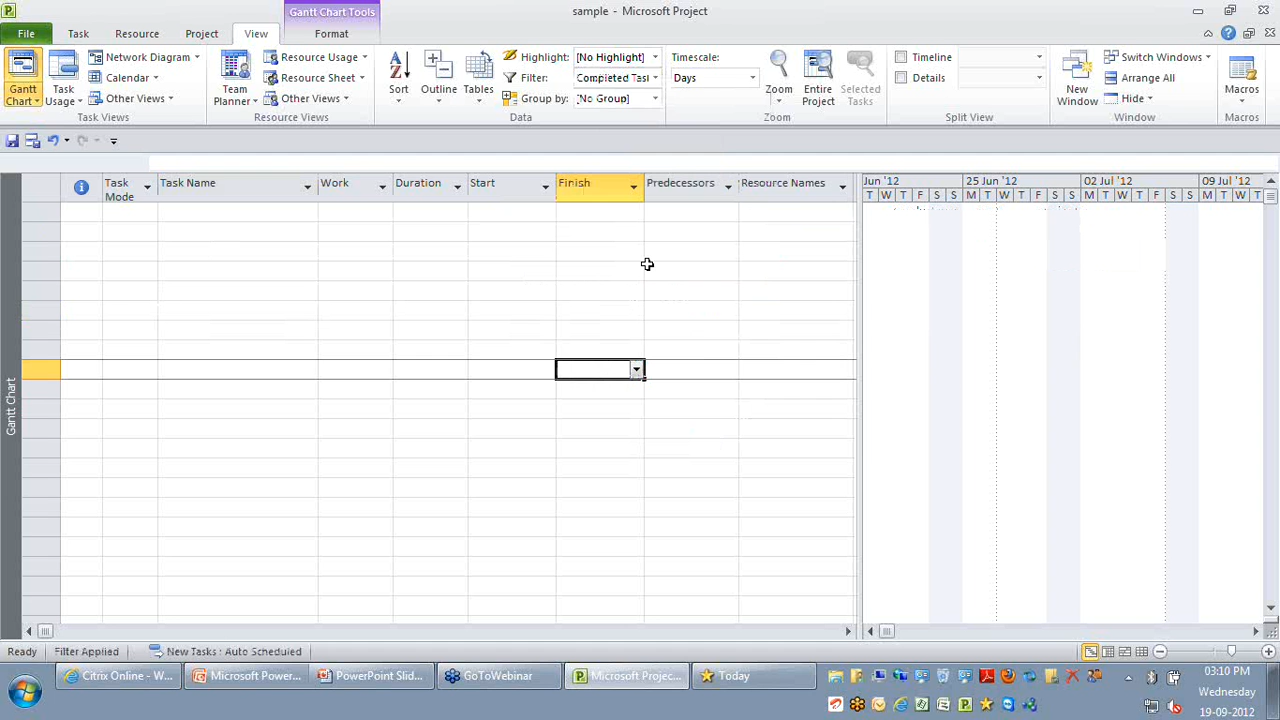 sample - Microsoft Project
Gantt Chart Tools
File Task Resource Project View Format
Gantt Chart
Task Usage
Network Diagram
Calendar
Other Views
Task Views
Team Planner
Resource Usage
Resource Sheet
Other Views
Resource Views
Sort
Outline
Tables
Highlight: [No Highlight]
Filter: Completed Tasl
Group by: [No Group]
Data
Timescale:
Days
Zoom
Entire Project
Selected Tasks
Zoom
Timeline
Details
Split View
New Window
Switch Windows
Arrange All
Hide
Window
Macros
Macros
Task Mode
Task Name
Work
Duration
Start
Finish
Predecessors
Resource Names
Jun '12 25 Jun '12 02 Jul '12 09 Jul '12
T W T F S S M T W T F S S M T W T F S S M T W T
Gantt Chart
Ready Filter Applied New Tasks : Auto Scheduled
Citrix Online - W...
Microsoft Pow...
PowerPoint Slid...
GoToWebinar
Microsoft Projec...
Today
03:10 PM
Wednesday
19-09-2012